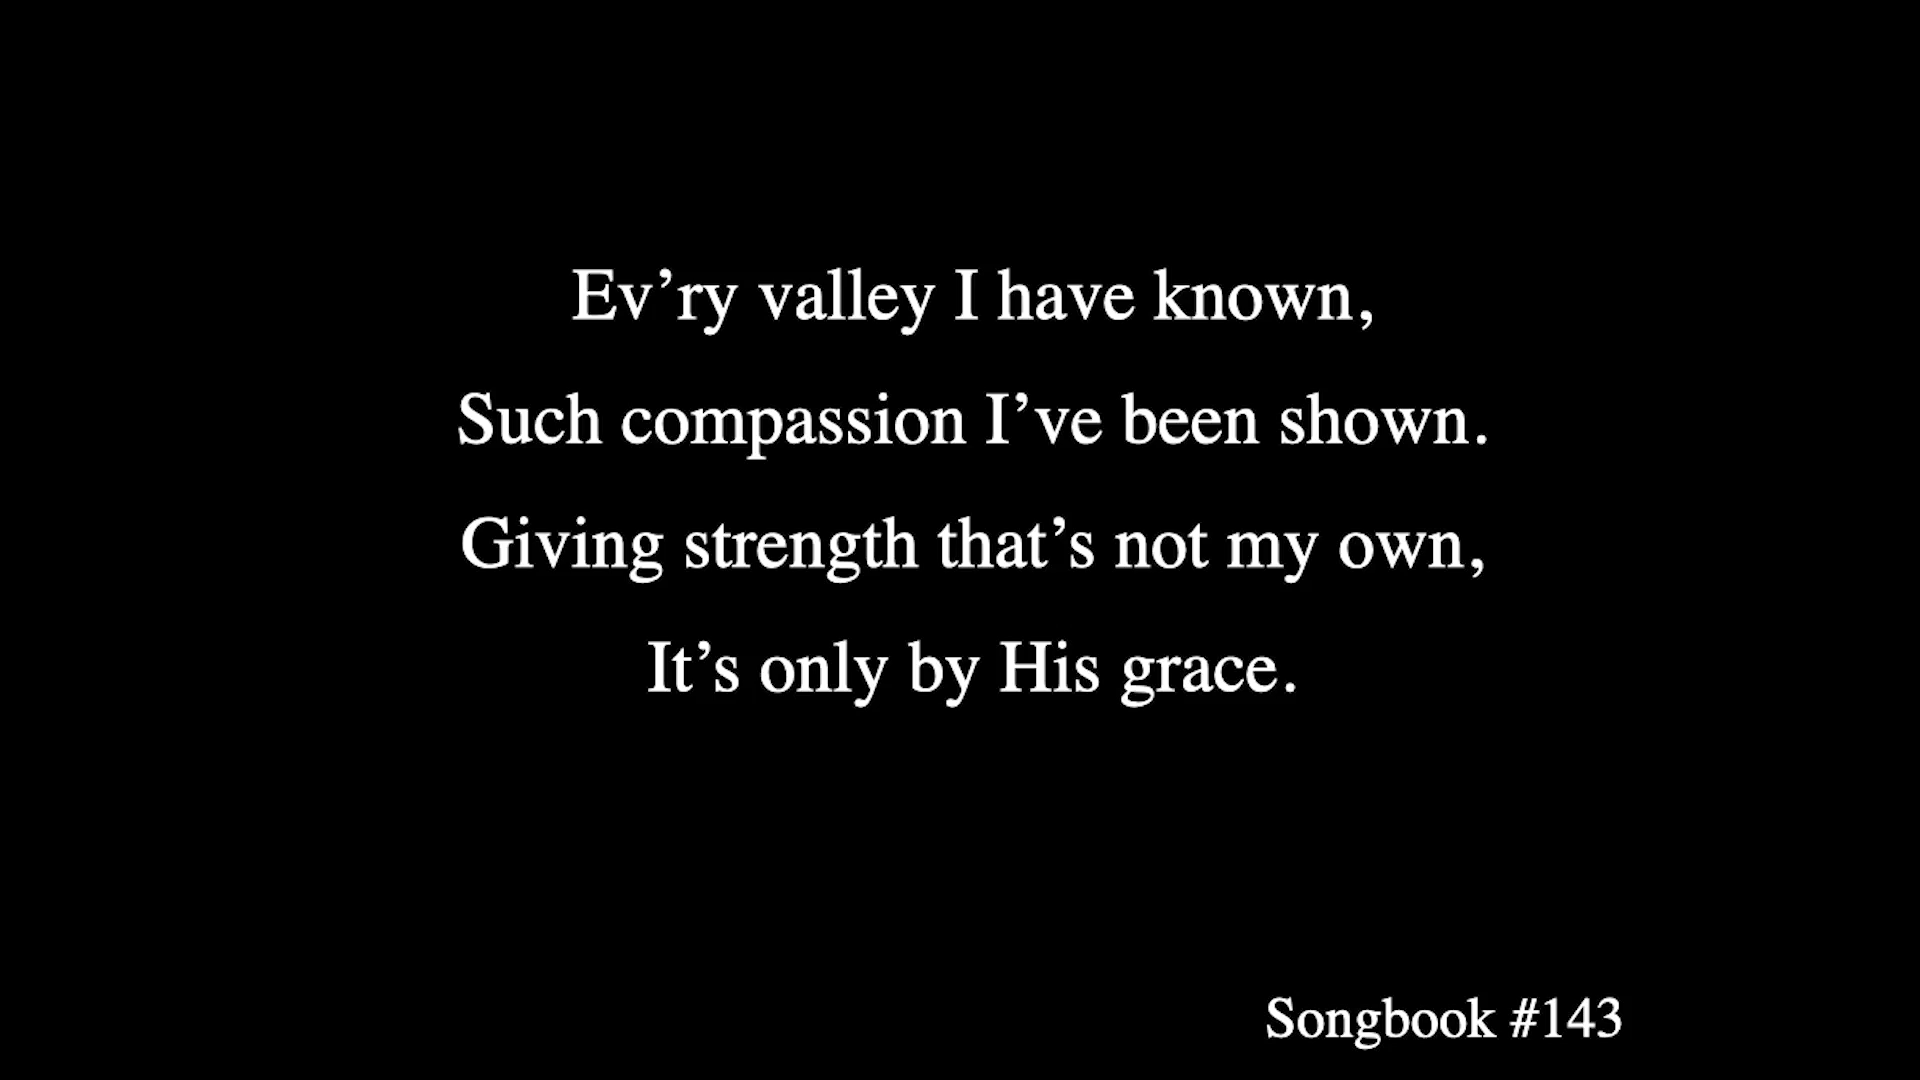 Ev’ry valley I have known,
Such compassion I’ve been shown.
Giving strength that’s not my own,
It’s only by His grace.
Songbook #143